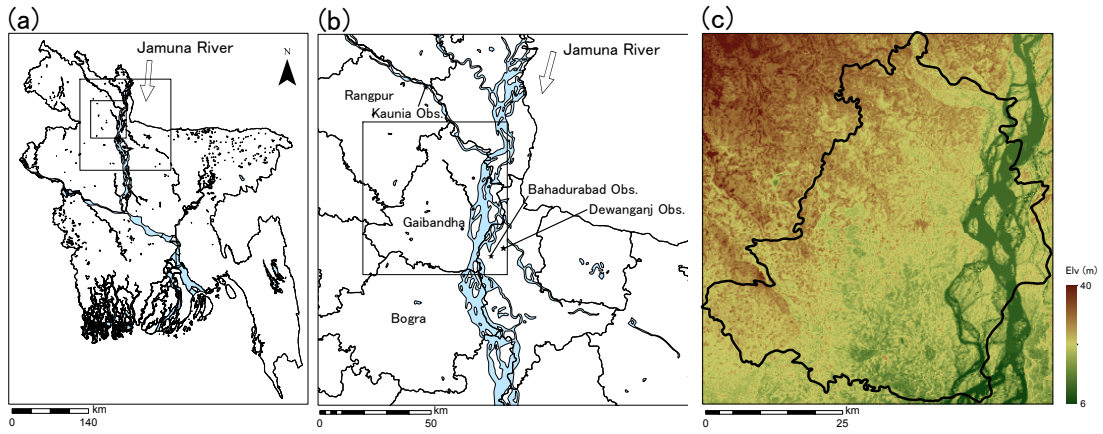 (a)
Jamuna River
N
km
0 140
(b)
Jamuna River
Rangpur
Kaunia Obs.
Bahadurabad Obs.
Dewanganj Obs.
Gaibandha
Bogra
km
0 50
(c)
Elv (m)
40
6
km
0 25